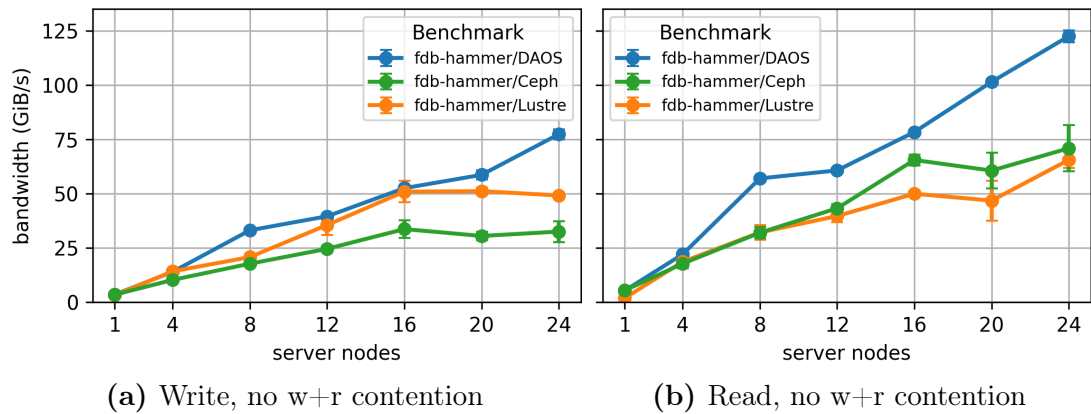 bandwidth (GiB/s)
125
100
75
50
25
0
Benchmark
fdb-hammer/DAOS
fdb-hammer/Ceph
fdb-hammer/Lustre
1 4 8 12 16 20 24
server nodes
(a) Write, no w+r contention
Benchmark
fdb-hammer/DAOS
fdb-hammer/Ceph
fdb-hammer/Lustre
1 4 8 12 16 20 24
server nodes
(b) Read, no w+r contention